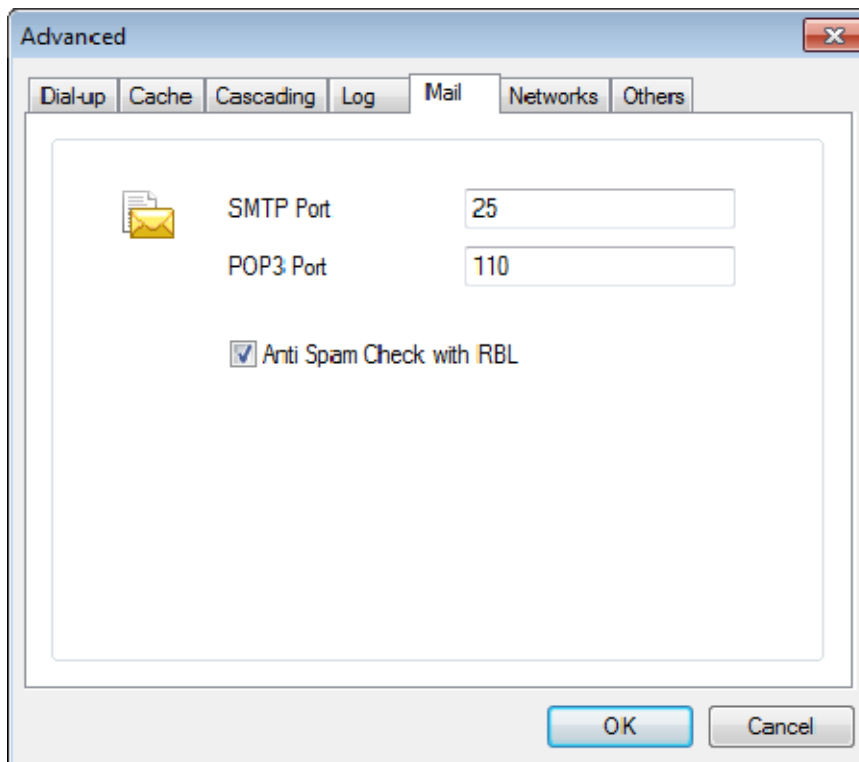 Advanced
Dial-up Cache Cascading Log Mail Networks Others
SMTP Port 25
POP3 Port 110
Anti Spam Check with RBL
OK Cancel